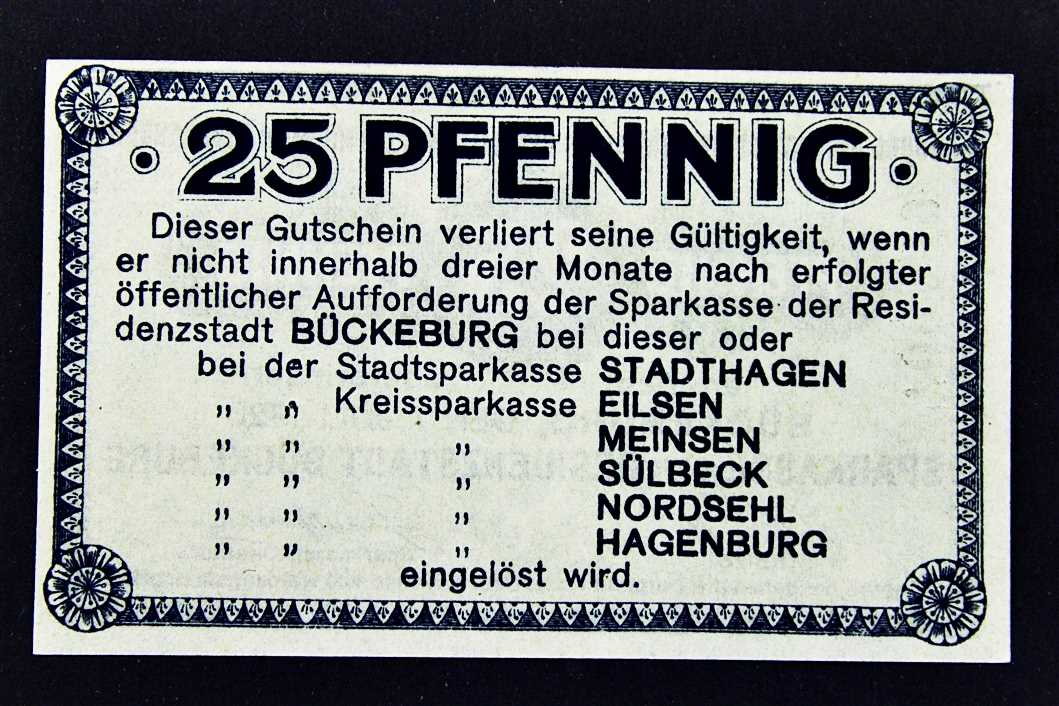 • 25 PFENNIG •
Dieser Gutschein verliert seine Gültigkeit, wenn
er nicht innerhalb dreier Monate nach erfolgter
öffentlicher Aufforderung der Sparkasse der Resi-
denzstadt BÜCKEBURG bei dieser oder
bei der Stadtsparkasse STADTHAGEN
„ „ Kreissparkasse EILSEN
„ „ „ MEINSEN
„ „ „ SÜLBECK
„ „ „ NORDSEHL
„ „ „ HAGENBURG
eingelöst wird.